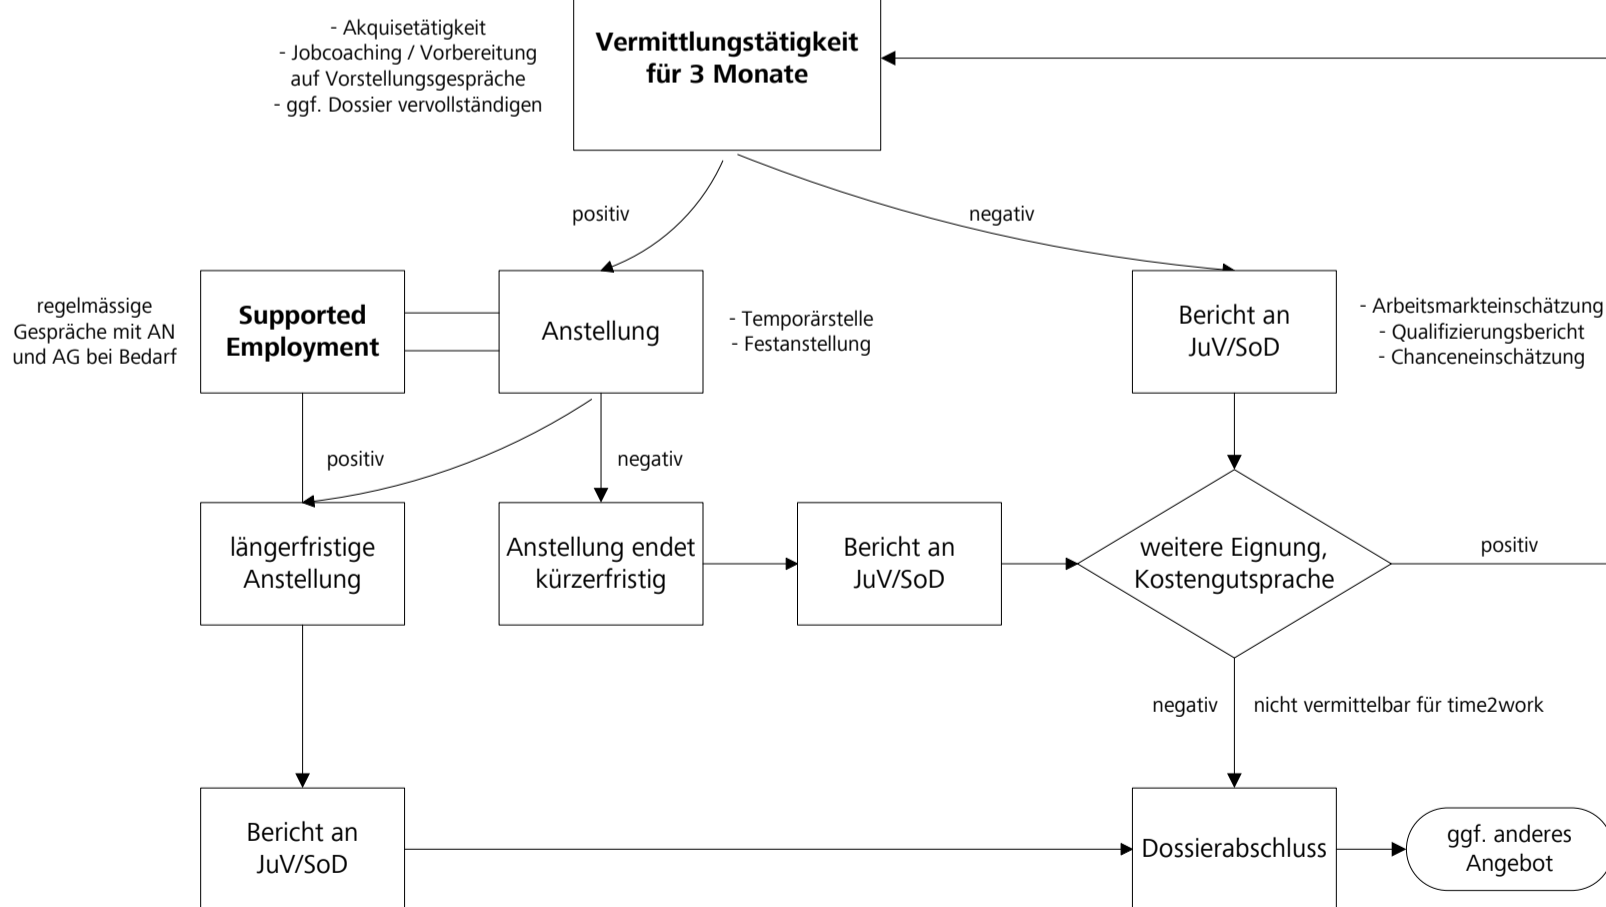 - Akquisetätigkeit
- Jobcoaching / Vorbereitung
auf Vorstellungsgespräche
- ggf. Dossier vervollständigen
Vermittlungstätigkeit
für 3 Monate
positiv
negativ
regelmässige
Gespräche mit AN
und AG bei Bedarf
Supported
Employment
Anstellung
- Temporärstelle
- Festanstellung
Bericht an
JuV/SoD
- Arbeitsmarkteinschätzung
- Qualifizierungsbericht
- Chanceneinschätzung
positiv
negativ
längerfristige
Anstellung
Anstellung endet
kürzerfristig
Bericht an
JuV/SoD
weitere Eignung,
Kostengutsprache
positiv
negativ
nicht vermittelbar für time2work
Bericht an
JuV/SoD
Dossierabschluss
ggf. anderes
Angebot